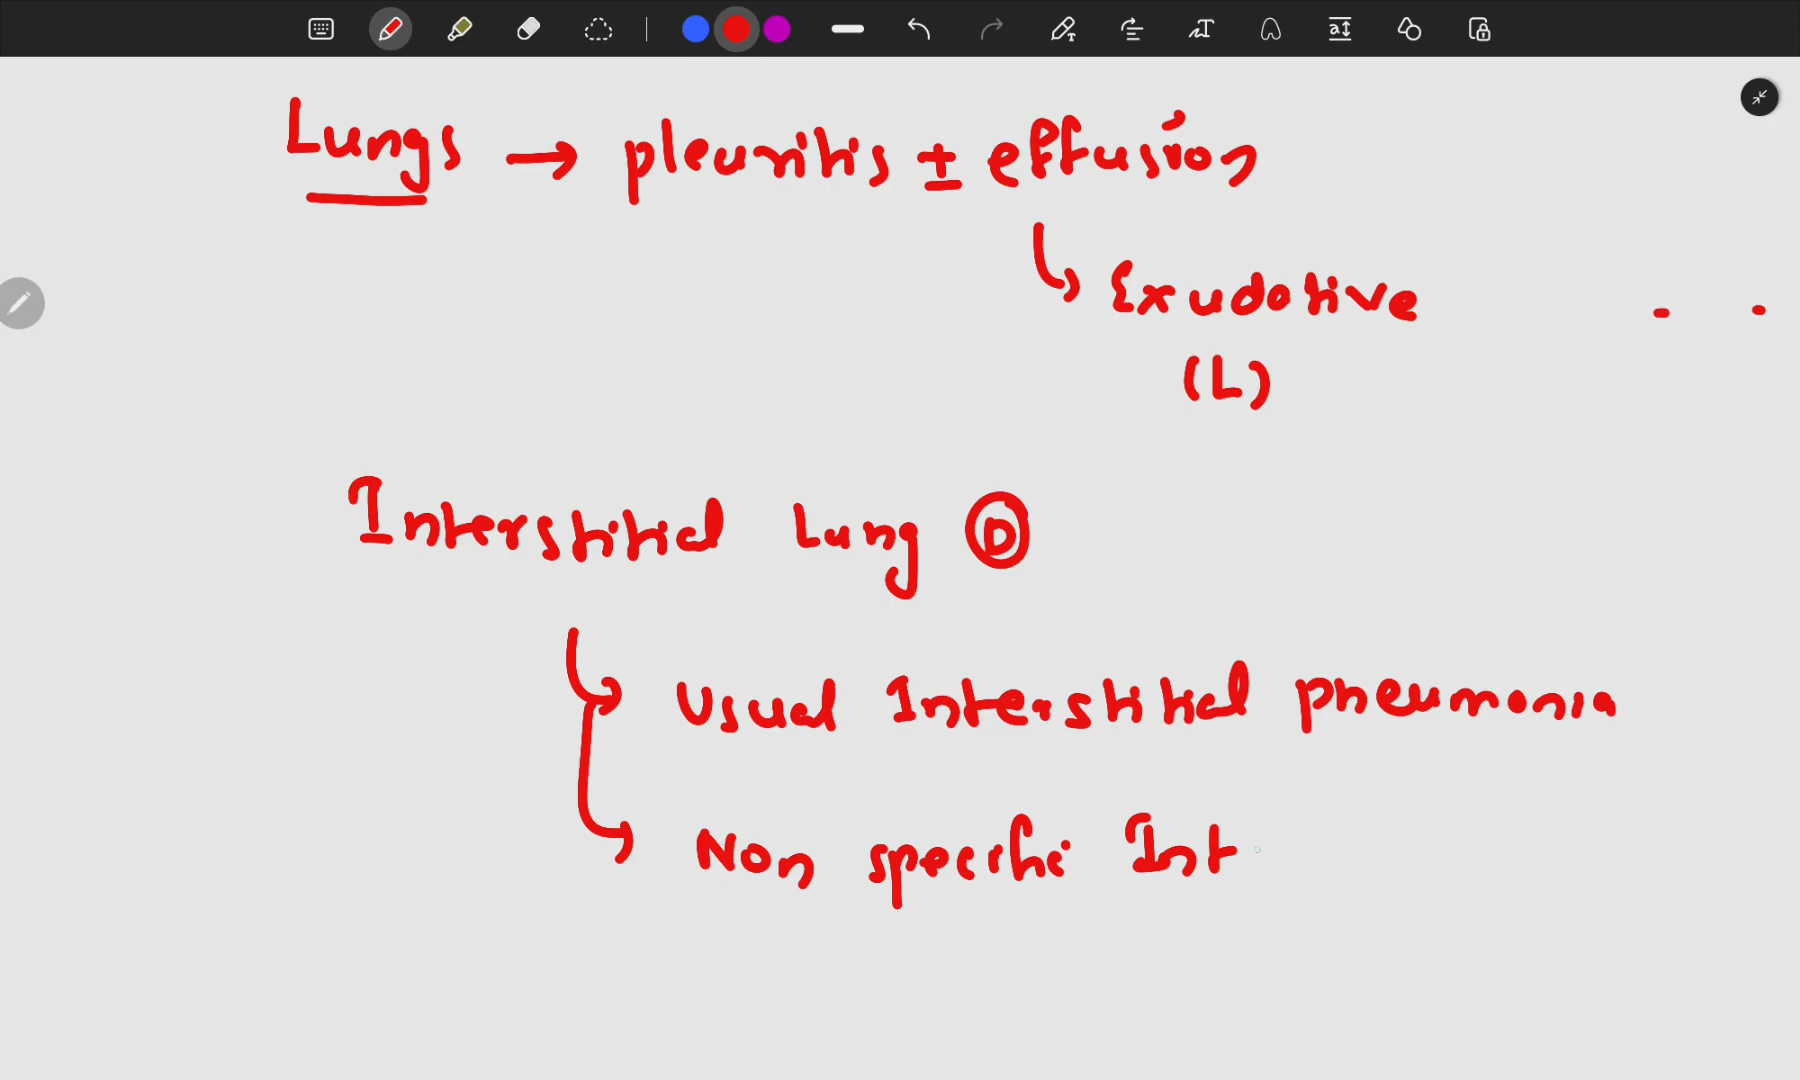 Lungs → pleuritis ± effusion
↳ Exudative
(L)
Interstitial Lung Ⓓ
↳ Usual Interstitial pneumonia
↳ Non specific Int